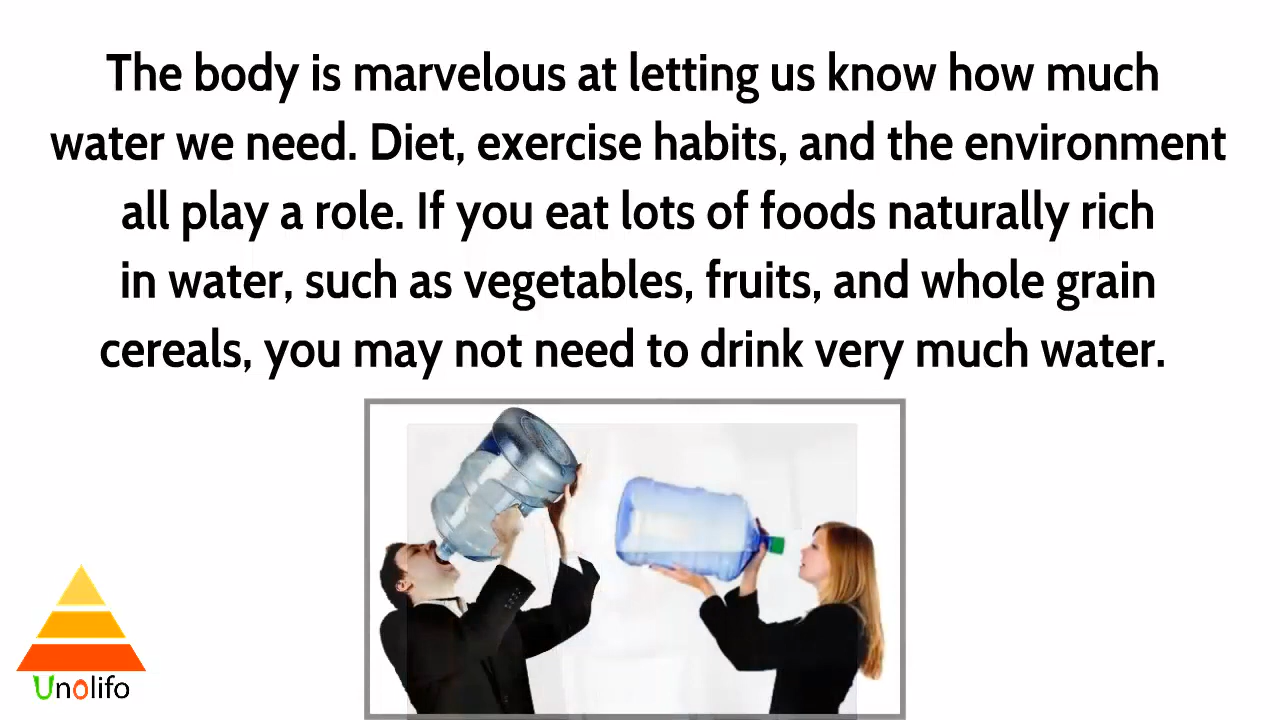 The body is marvelous at letting us know how much
water we need. Diet, exercise habits, and the environment
all play a role. If you eat lots of foods naturally rich
in water, such as vegetables, fruits, and whole grain
cereals, you may not need to drink very much water.
Unolifo